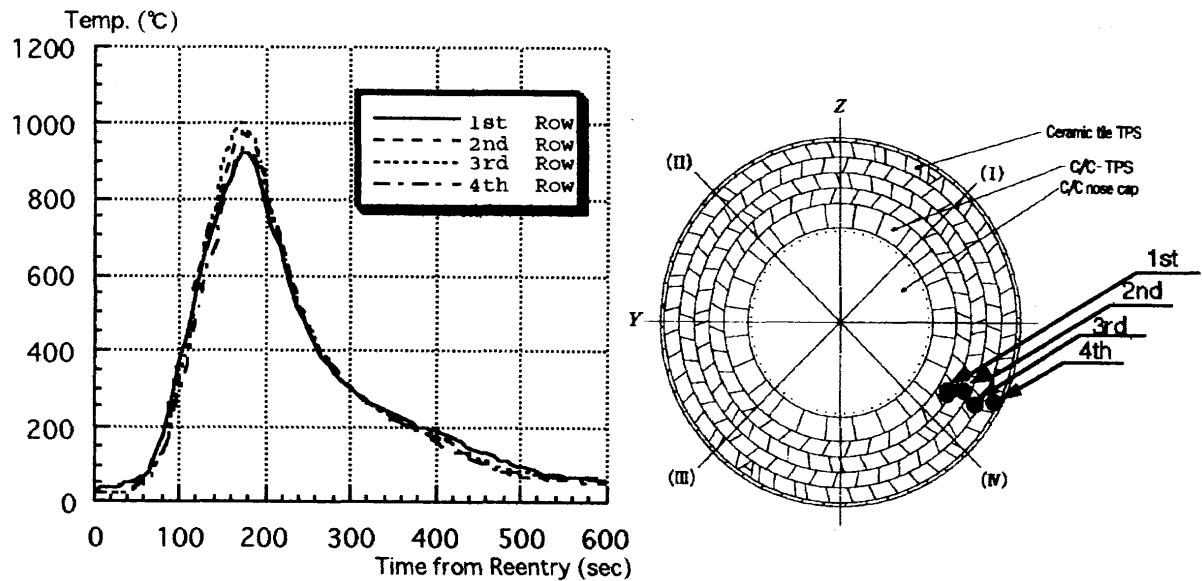 Temp. (℃)
1200
1000
800
600
400
200
0
0 100 200 300 400 500 600
Time from Reentry (sec)
1st Row
2nd Row
3rd Row
4th Row
Z
Y
Ceramic tile TPS
C/C-TPS
C/C nose cap
(I)
(II)
(III)
(IV)
1st
2nd
3rd
4th